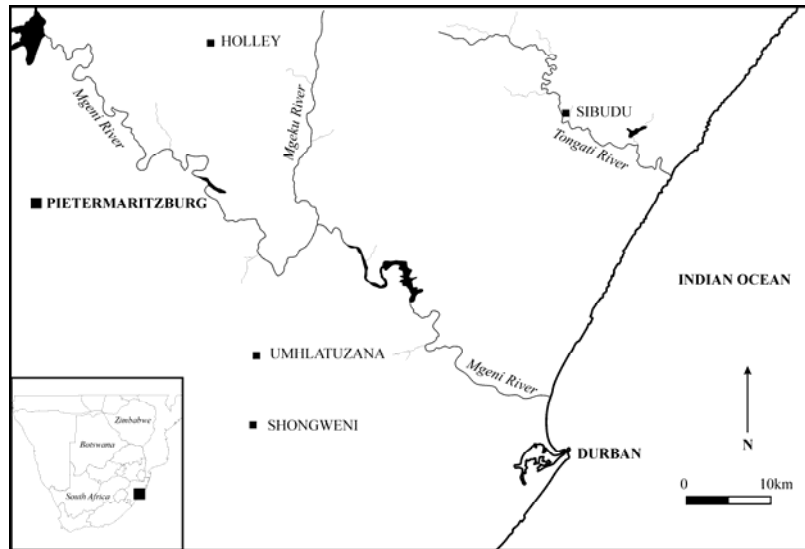 HOLLEY
SIBUDU
Mgeni River
Mgeku River
Tongati River
PIETERMARITZBURG
INDIAN OCEAN
UMHLATUZANA
Mgeni River
SHONGWENI
DURBAN
N
0 10km
Zimbabwe
Botswana
South Africa